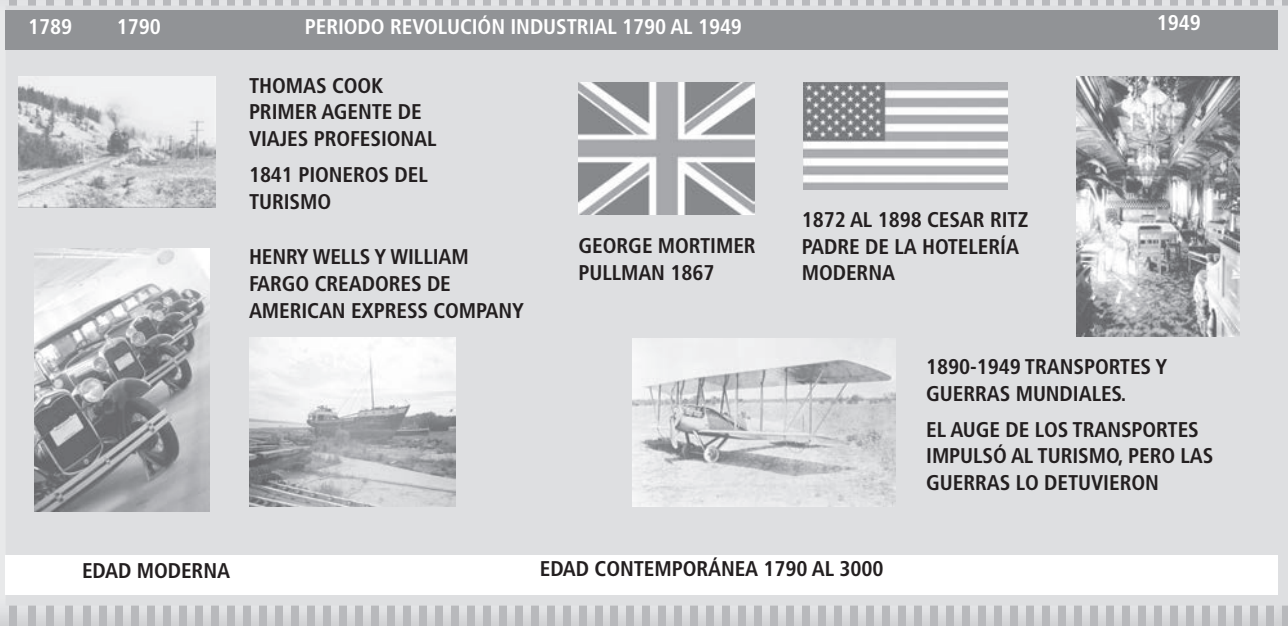 1789 1790 PERIODO REVOLUCIÓN INDUSTRIAL 1790 AL 1949 1949
THOMAS COOK
PRIMER AGENTE DE
VIAJES PROFESIONAL
1841 PIONEROS DEL
TURISMO
HENRY WELLS Y WILLIAM
FARGO CREADORES DE
AMERICAN EXPRESS COMPANY
GEORGE MORTIMER
PULLMAN 1867
1872 AL 1898 CESAR RITZ
PADRE DE LA HOTELERÍA
MODERNA
1890-1949 TRANSPORTES Y
GUERRAS MUNDIALES.
EL AUGE DE LOS TRANSPORTES
IMPULSÓ AL TURISMO, PERO LAS
GUERRAS LO DETUVIERON
EDAD MODERNA
EDAD CONTEMPORÁNEA 1790 AL 3000